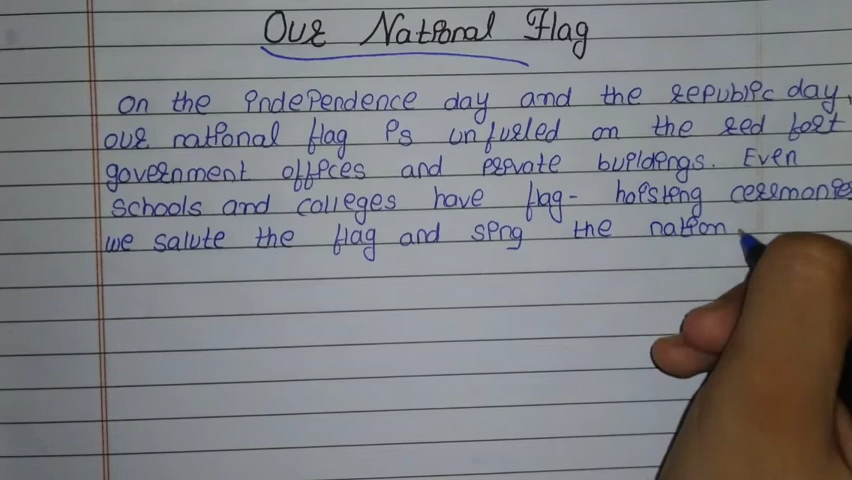 Our National Flag
On the independence day and the republic day,
our national flag is unfurled on the red fort
government offices and private buildings. Even
schools and colleges have flag- hoisting ceremonies
we salute the flag and sing the nation